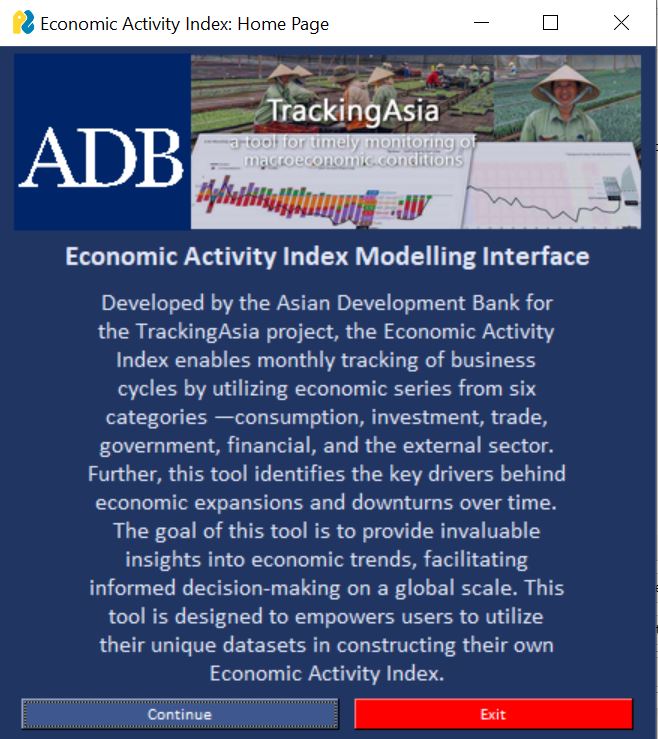 Economic Activity Index: Home Page
ADB
TrackingAsia
a tool for timely monitoring of
macroeconomic conditions
Economic Activity Index Modelling Interface
Developed by the Asian Development Bank for
the TrackingAsia project, the Economic Activity
Index enables monthly tracking of business
cycles by utilizing economic series from six
categories —consumption, investment, trade,
government, financial, and the external sector.
Further, this tool identifies the key drivers behind
economic expansions and downturns over time.
The goal of this tool is to provide invaluable
insights into economic trends, facilitating
informed decision-making on a global scale. This
tool is designed to empowers users to utilize
their unique datasets in constructing their own
Economic Activity Index.
Continue
Exit